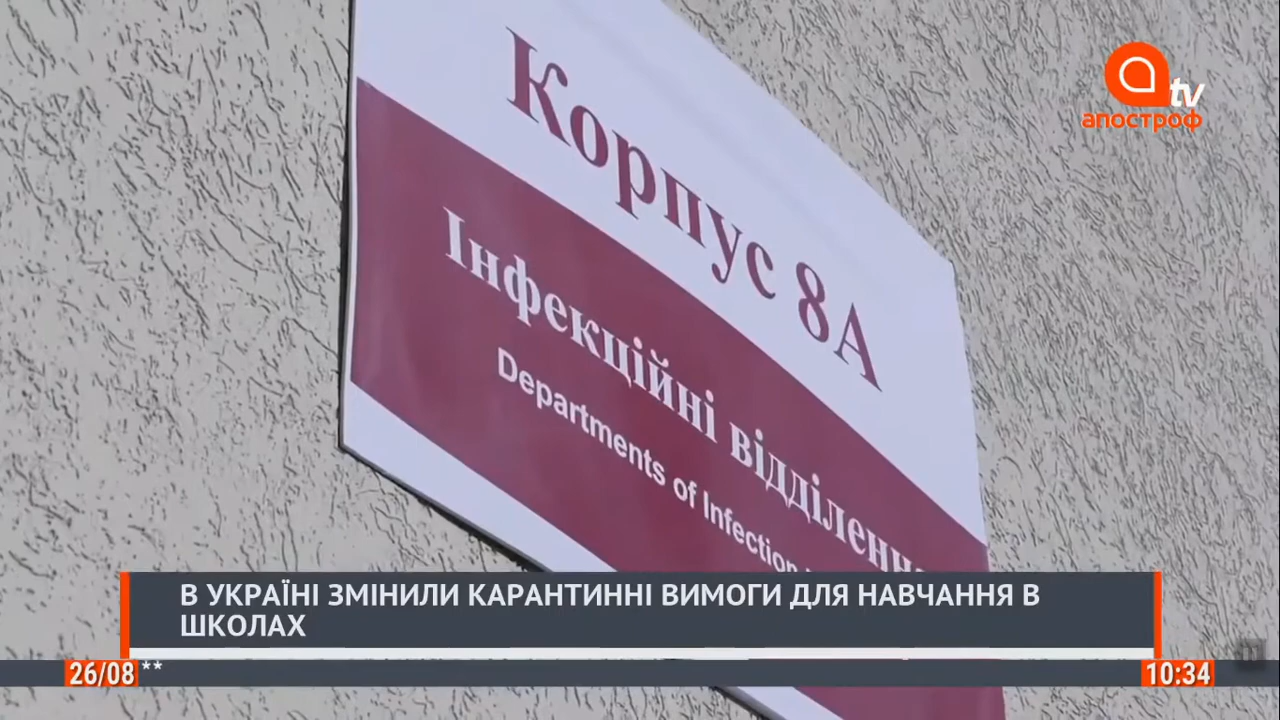 Корпус 8А
Інфекційні відділення
Departments of Infection
tv
апостроф
В УКРАЇНІ ЗМІНИЛИ КАРАНТИННІ ВИМОГИ ДЛЯ НАВЧАННЯ В
ШКОЛАХ
26/08 **
10:34